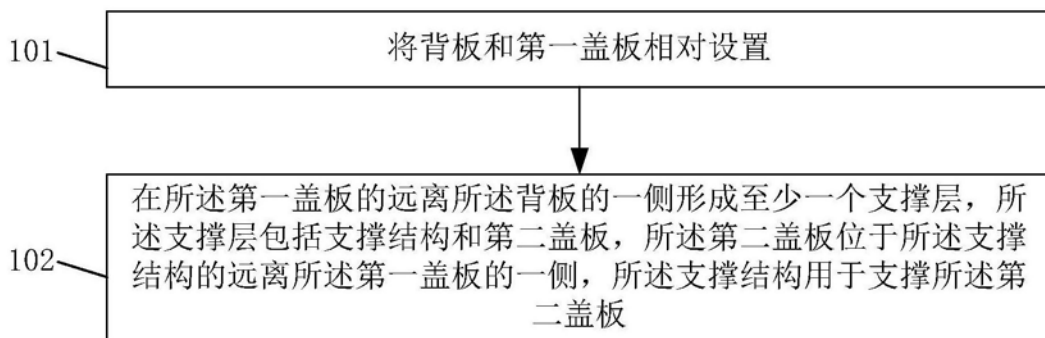 101
将背板和第一盖板相对设置
102
在所述第一盖板的远离所述背板的一侧形成至少一个支撑层，所
述支撑层包括支撑结构和第二盖板，所述第二盖板位于所述支撑
结构的远离所述第一盖板的一侧，所述支撑结构用于支撑所述第
二盖板